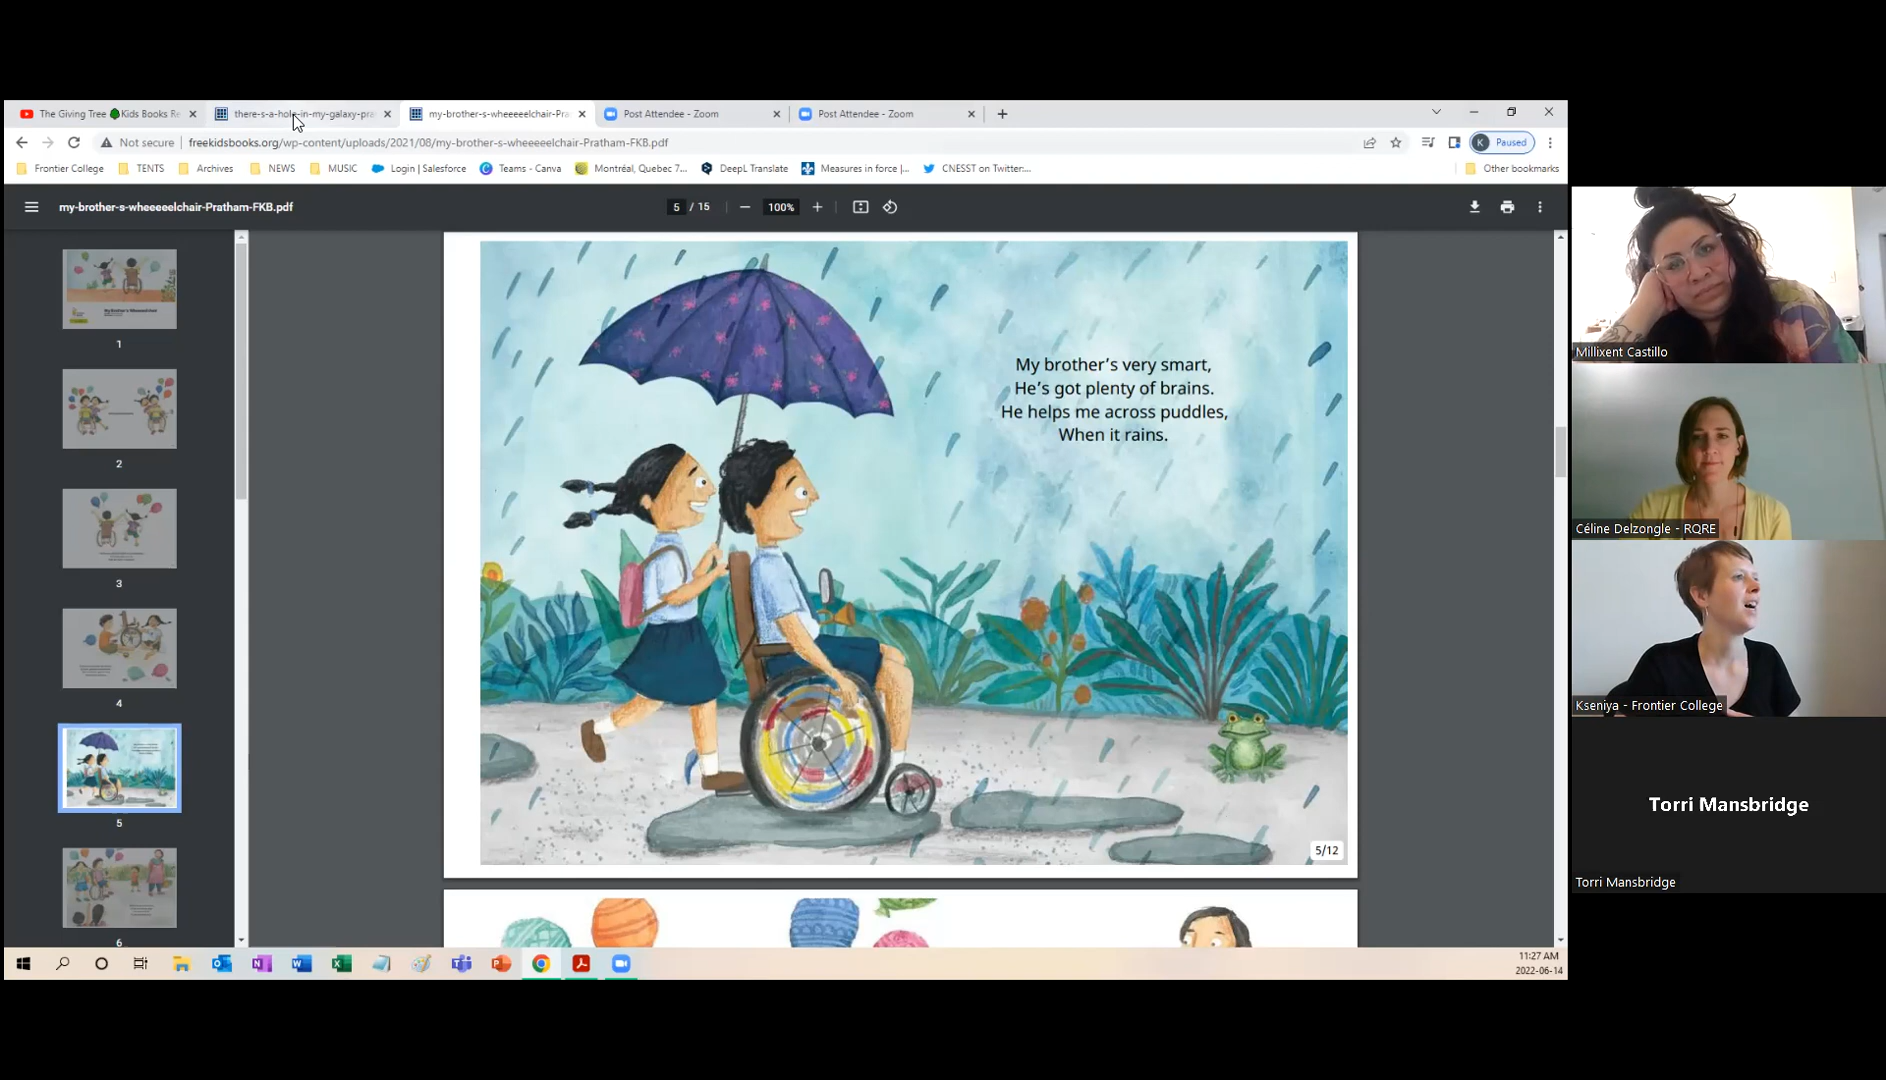 The Giving Tree Kids Books Re
there-s-a-hole-in-my-galaxy-pra
my-brother-s-wheeeeelchair-Pra
Post Attendee - Zoom
Post Attendee - Zoom
Not secure
freekidsbooks.org/wp-content/uploads/2021/08/my-brother-s-wheeeeelchair-Pratham-FKB.pdf
K Paused
Frontier College
TENTS
Archives
NEWS
MUSIC
Login | Salesforce
Teams - Canva
Montréal, Quebec 7...
DeepL Translate
Measures in force |...
CNESST on Twitter:...
Other bookmarks
my-brother-s-wheeeeelchair-Pratham-FKB.pdf
5 / 15
100%
1
2
3
4
5
6
My brother's very smart,
He's got plenty of brains.
He helps me across puddles,
When it rains.
5/12
Millixent Castillo
Céline Delzongle - RQRE
Kseniya - Frontier College
Torri Mansbridge
Torri Mansbridge
11:27 AM
2022-06-14